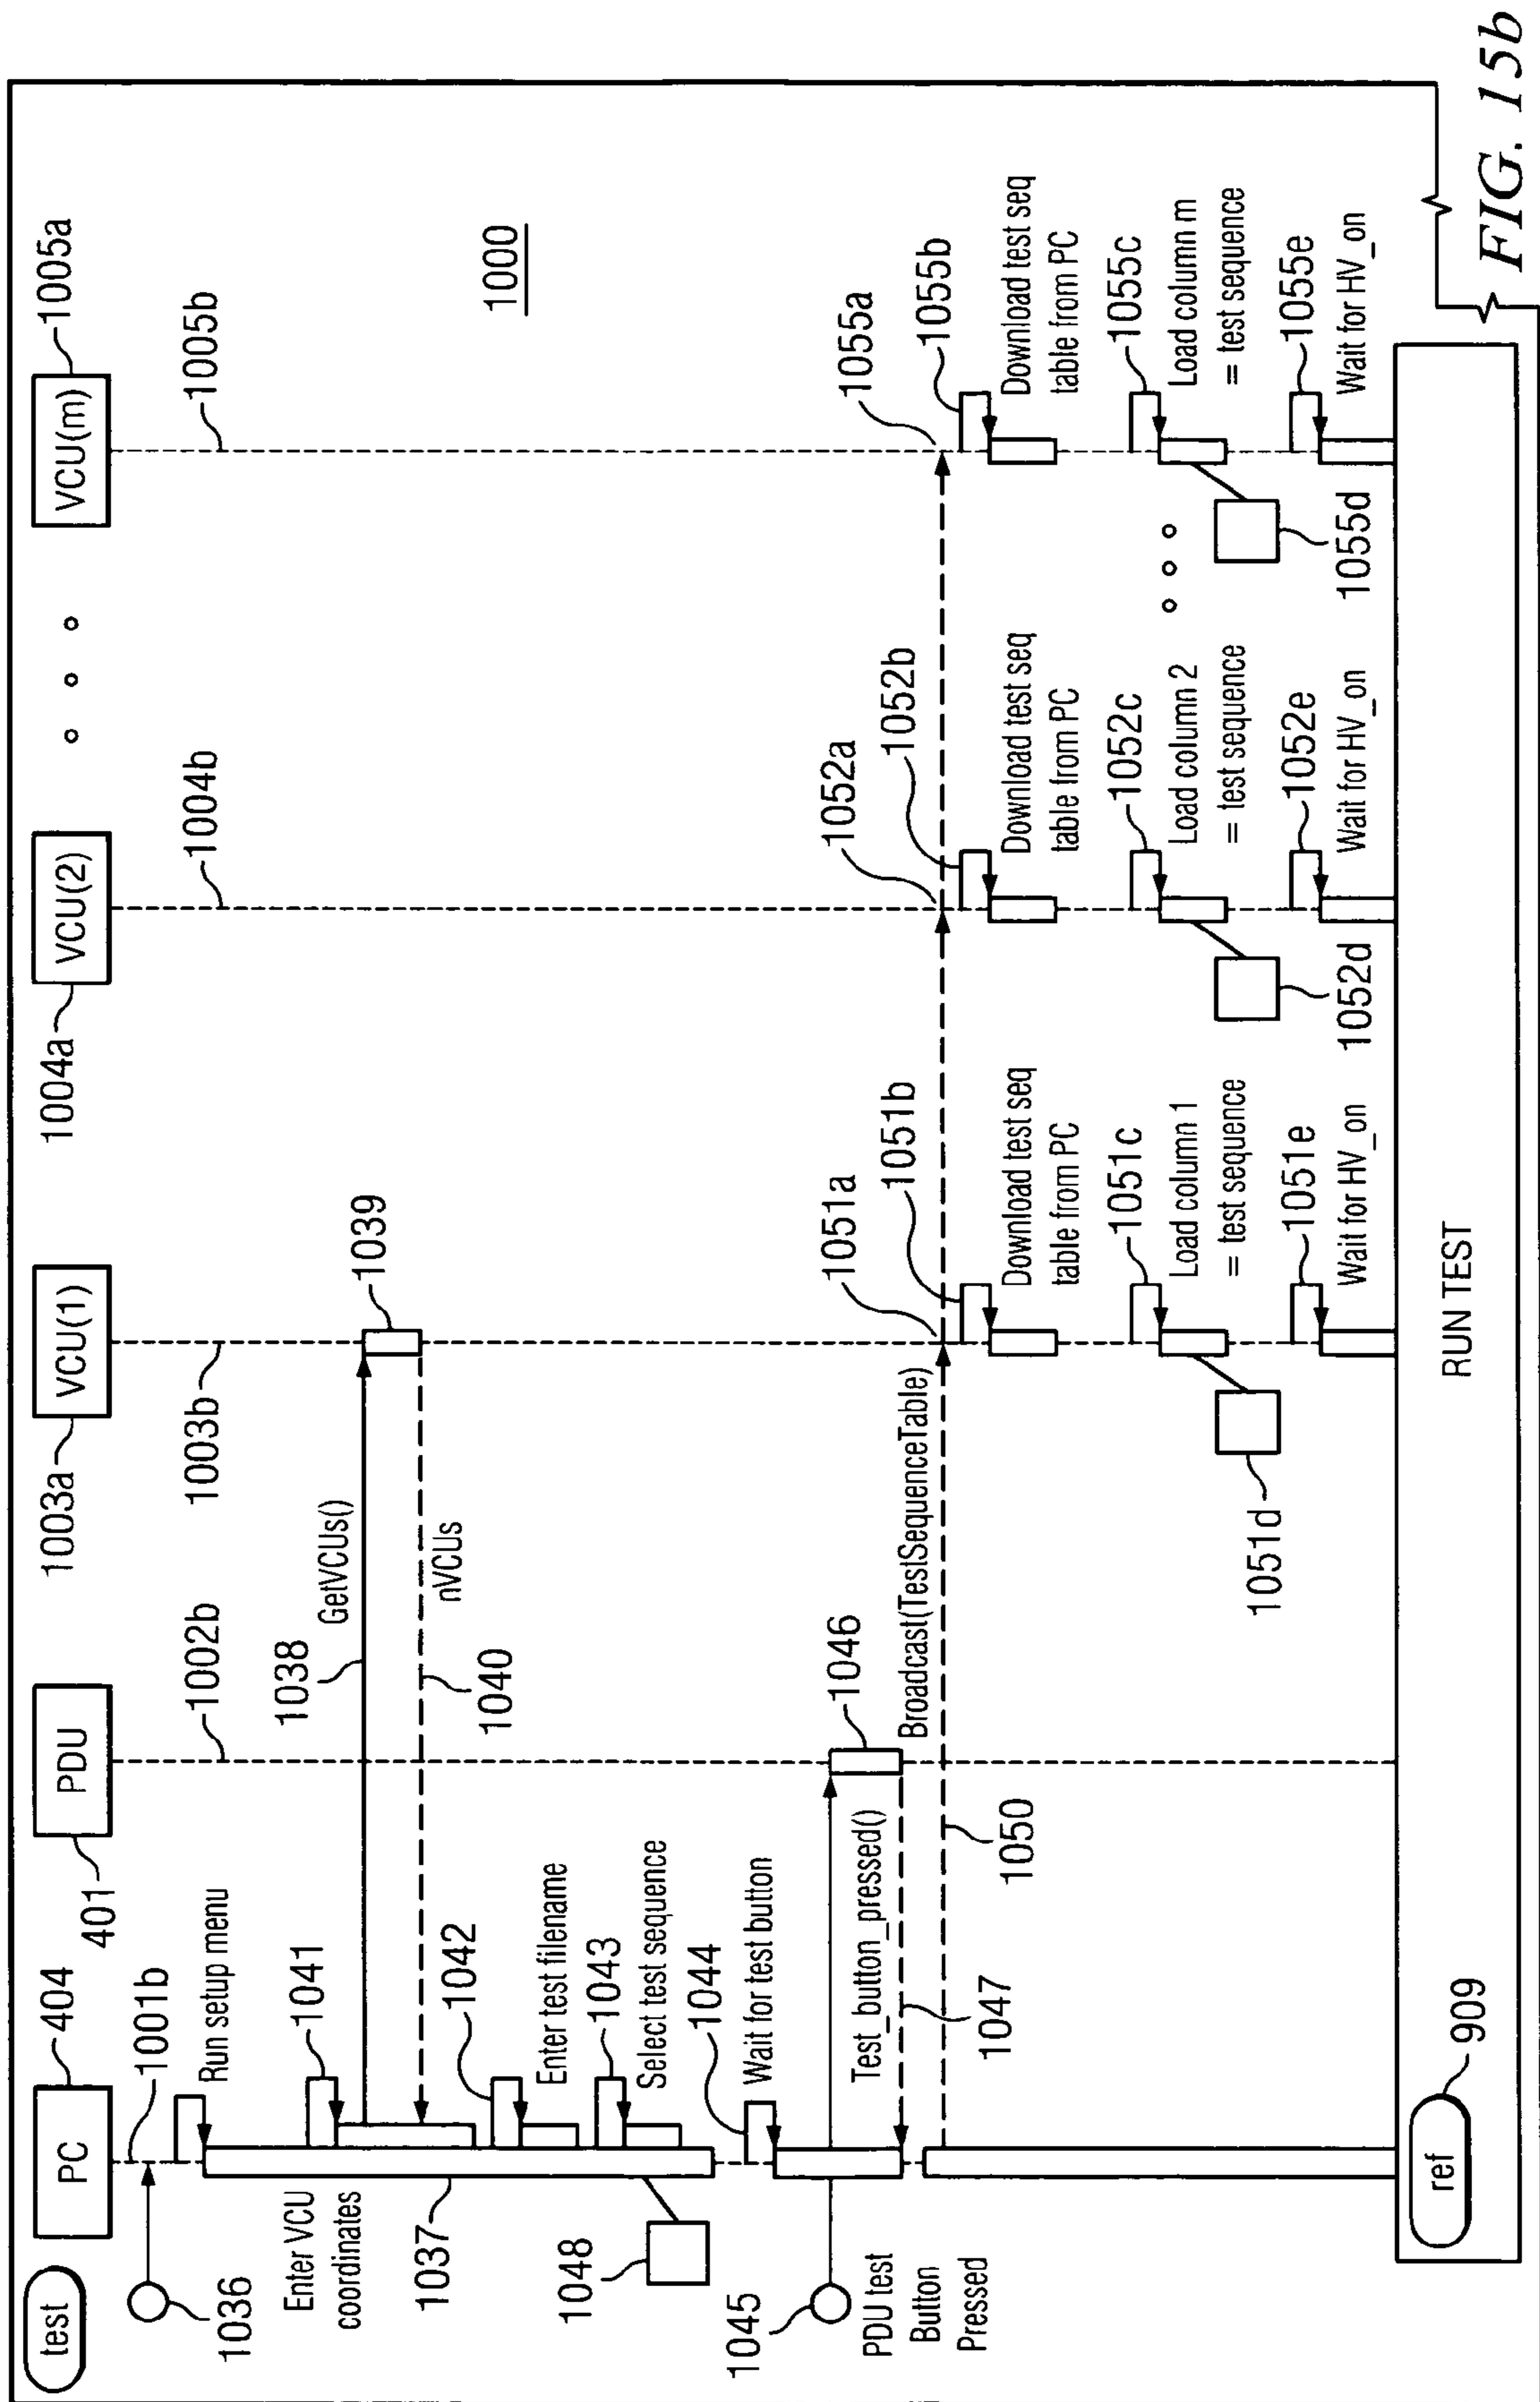 test
PC
404
PDU
401
VCU(1)
1003a
VCU(2)
1004a
VCU(m)
1005a
1001b
1002b
1003b
1004b
1005b
1036
Run setup menu
1000
Enter VCU
coordinates
1041
1038
GetVCUs()
1039
1037
1040
nVCUs
1042
Enter test filename
1048
1043
Select test sequence
1044
Wait for test button
1045
PDU test
Button
Pressed
Test_button_pressed()
1046
1047
Broadcast(TestSequenceTable)
1050
1051a
1052a
1055a
1051b
1052b
1055b
Download test seq
table from PC
Download test seq
table from PC
Download test seq
table from PC
1051c
1052c
1055c
Load column 1
= test sequence
Load column 2
= test sequence
Load column m
= test sequence
1051d
1052d
1055d
1051e
1052e
1055e
Wait for HV_on
Wait for HV_on
Wait for HV_on
ref
909
RUN TEST
FIG. 15b